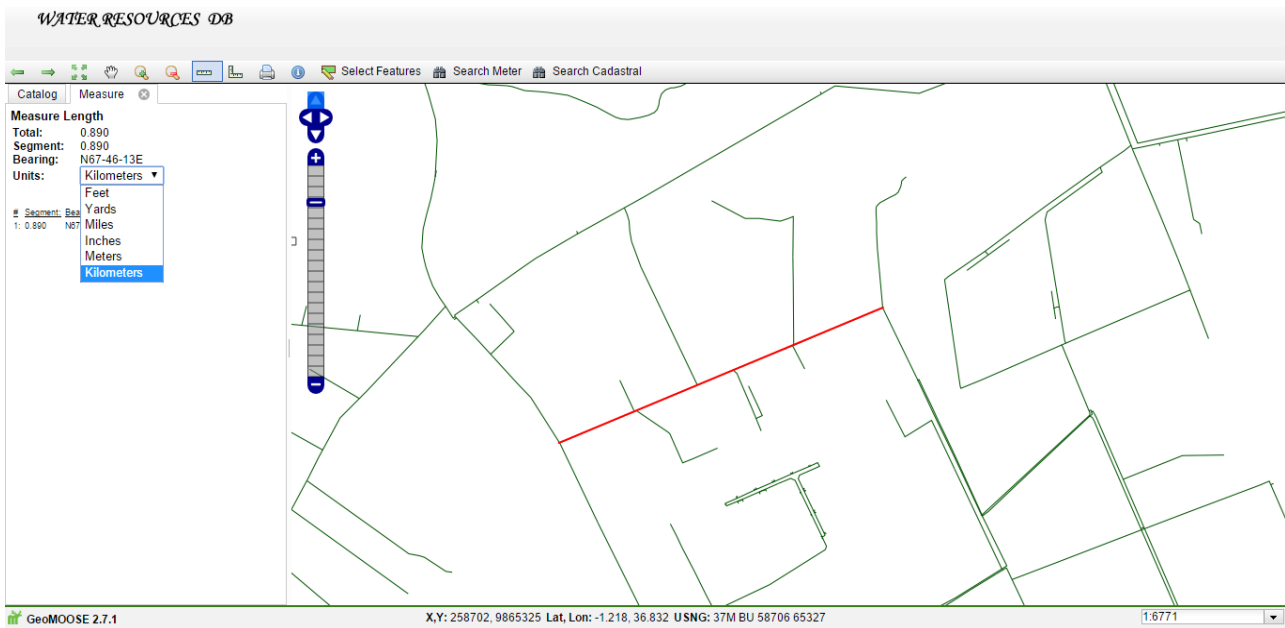 WATER RESOURCES DB
Select Features Search Meter Search Cadastral
Catalog Measure
Measure Length
Total: 0.890
Segment: 0.890
Bearing: N67-46-13E
Units: Kilometers
Feet
Yards
Miles
Inches
Meters
Kilometers
# Segment: Bea
1: 0.890 N67
GeoMOOSE 2.7.1 X,Y: 258702, 9865325 Lat, Lon: -1.218, 36.832 USNG: 37M BU 58706 65327 1:6771